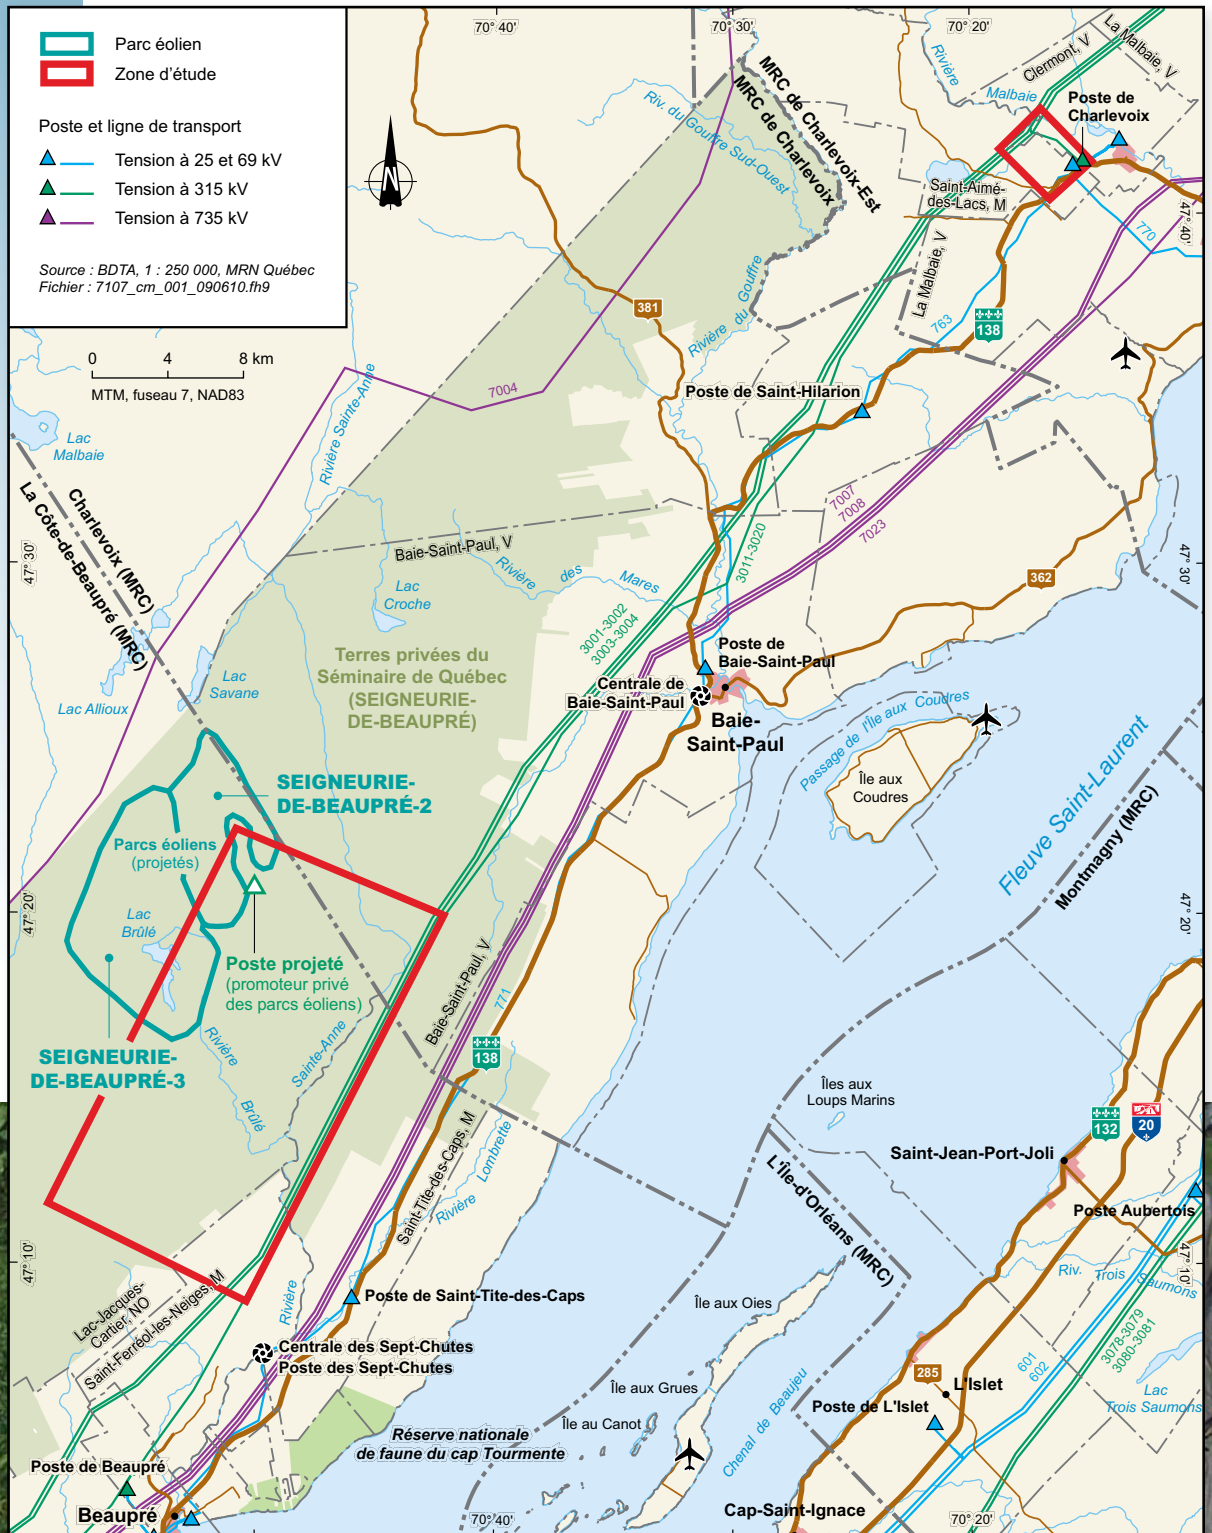 Parc éolien
Zone d'étude
Poste et ligne de transport
Tension à 25 et 69 kV
Tension à 315 kV
Tension à 735 kV
Source : BDTA, 1 : 250 000, MRN Québec
Fichier : 7107_cm_001_090610.fh9
0 4 8 km
MTM, fuseau 7, NAD83
N
70° 40'
70° 30'
70° 20'
Rivière
Malbaie
Clermont, V
La Malbaie, V
Poste de
Charlevoix
MRC de Charlevoix-Est
MRC de Charlevoix
Riv. du Gouffre Sud-Ouest
Saint-Aimé-
des-Lacs, M
47° 40'
770
La Malbaie, V
763
138
381
Rivière du Gouffre
Poste de Saint-Hilarion
7004
Rivière Sainte-Anne
Lac
Malbaie
Charlevoix (MRC)
La Côte-de-Beaupré (MRC)
47° 30'
Baie-Saint-Paul, V
Rivière des Mares
Lac
Croche
3011-3020
7007
7008
7023
47° 30'
362
3001-3002
3003-3004
Terres privées du
Séminaire de Québec
(SEIGNEURIE-
DE-BEAUPRÉ)
Poste de
Baie-Saint-Paul
Centrale de
Baie-Saint-Paul
Baie-
Saint-Paul
Lac
Savane
Lac Allioux
Passage de l'Île aux Coudres
Île aux
Coudres
Fleuve Saint-Laurent
Montmagny (MRC)
SEIGNEURIE-
DE-BEAUPRÉ-2
Parcs éoliens
(projetés)
Lac
Brûlé
47° 20'
47° 20'
Poste projeté
(promoteur privé
des parcs éoliens)
Baie-Saint-Paul, V
771
138
SEIGNEURIE-
DE-BEAUPRÉ-3
Rivière
Brûlé
Sainte-Anne
Rivière
Saint-Tite-des-Caps, M
Rivière Lombrette
Îles aux
Loups Marins
132
20
Saint-Jean-Port-Joli
Poste Aubertois
L'Île-d'Orléans (MRC)
47° 10'
47° 10'
Riv. Trois Saumons
Lac-Jacques-
Cartier, NO
Saint-Ferréol-les-Neiges, M
Poste de Saint-Tite-des-Caps
Île aux Oies
Centrale des Sept-Chutes
Poste des Sept-Chutes
601
602
3078-3079
3080-3081
285
L'Islet
Poste de L'Islet
Lac
Trois Saumons
Île aux Grues
Île au Canot
Chenal de Beaujeu
Réserve nationale
de faune du cap Tourmente
Poste de Beaupré
Beaupré
Cap-Saint-Ignace
70° 40'
70° 20'